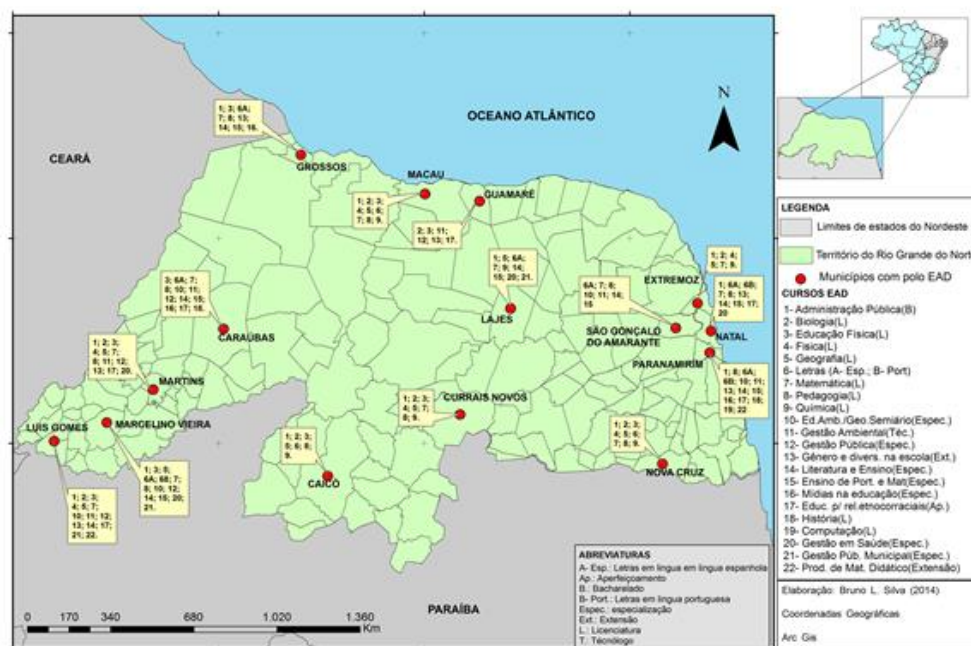 N
OCEANO ATLÂNTICO
CEARÁ
1; 3; 6A;
7; 8; 13;
14; 15; 16.
GROSSOS
MACAU
1; 2; 3;
4; 5; 6;
7; 8; 9.
GUAMARÉ
2; 3; 11;
12; 13; 17.
1; 5; 6A;
7; 9; 14;
15; 20; 21.
LAJES
EXTREMOZ
1; 2; 4;
5; 7; 9.
6A; 7; 8;
10; 11; 14;
15
SÃO GONÇALO
DO AMARANTE
1; 6A; 6B;
7; 8; 13;
14; 15; 17;
20
NATAL
PARANAMIRIM
1; 8; 6A;
6B; 10; 11;
13; 14; 15;
16; 17; 18;
19; 22
3; 6A; 7;
8; 10; 11;
12; 14; 15;
16; 17; 18.
CARAÚBAS
1; 2; 3;
4; 5; 7;
8; 11; 12;
13; 17; 20.
MARTINS
LUÍS GOMES
MARCELINO VIEIRA
1; 3; 5;
6A; 6B; 7;
8; 10; 12;
14; 15; 20;
21.
1; 2; 3;
4; 5; 7;
10; 11; 12;
13; 14; 17;
21; 22.
1; 2; 3;
5; 6; 8;
9.
CAICÓ
1; 2; 3;
4; 5; 7;
8; 9.
CURRAIS NOVOS
1; 2; 3;
4; 5; 6;
7; 8; 9.
NOVA CRUZ
PARAÍBA
0 170 340 680 1.020 1.360
Km
ABREVIATURAS
A- Esp.: Letras em lingua em lingua espanhola
Ap.: Aperfeiçoamento
B.: Bacharelado
B- Port.: Letras em lingua portuguesa
Espec.: especialização
Ext.: Extensão
L.: Licenciatura
T.: Técnólogo
LEGENDA
Limites de estados do Nordeste
Território do Rio Grande do Norte
Municípios com polo EAD
CURSOS EAD
1- Administração Pública(B)
2- Biologia(L)
3- Educação Física(L)
4- Física(L)
5- Geografia(L)
6- Letras (A- Esp.; B- Port)
7- Matemática(L)
8- Pedagogia(L)
9- Química(L)
10- Ed.Amb./Geo.Semiário(Espec.)
11- Gestão Ambiental(Téc.)
12- Gestão Pública(Espec.)
13- Gênero e divers. na escola(Ext.)
14- Literatura e Ensino(Espec.)
15- Ensino de Port. e Mat(Espec.)
16- Mídias na educação(Espec.)
17- Educ. p/ rel.etnocorraciais(Ap.)
18- História(L)
19- Computação(L)
20- Gestão em Saúde(Espec.)
21- Gestão Púb. Municipal(Espec.)
22- Prod. de Mat. Didático(Extensão)
Elaboração: Bruno L. Silva (2014)
Coordenadas Geográficas
Arc Gis